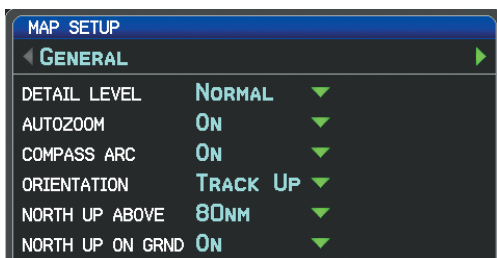 MAP SETUP
GENERAL
DETAIL LEVEL NORMAL
AUTOZOOM ON
COMPASS ARC ON
ORIENTATION TRACK UP
NORTH UP ABOVE 80NM
NORTH UP ON GRND ON